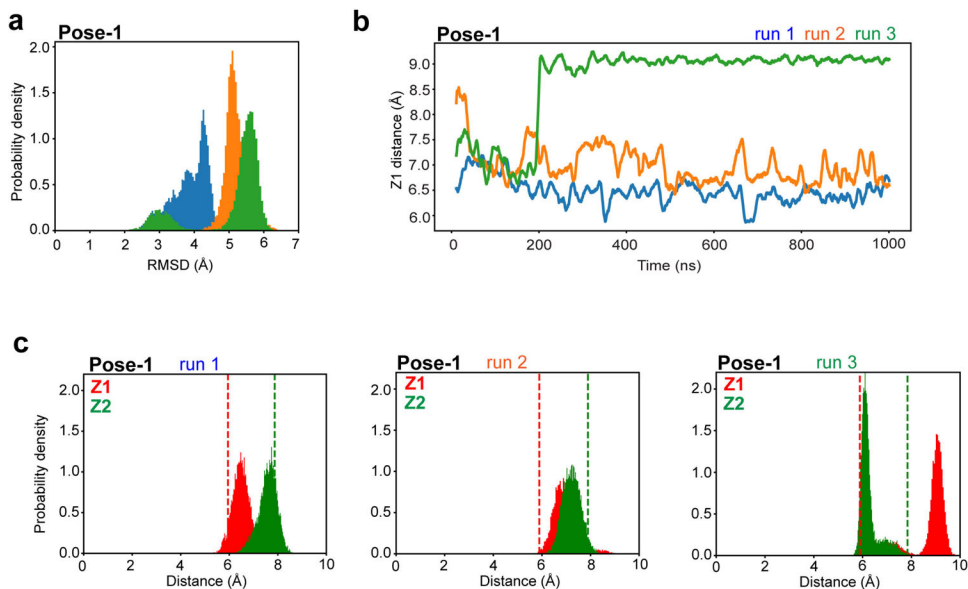 a
Pose-1
2.0
1.5
1.0
0.5
0.0
Probability density
0 1 2 3 4 5 6 7
RMSD (Å)
b
Pose-1 run 1 run 2 run 3
9.0
8.5
7.5
7.0
6.5
6.0
Z1 distance (Å)
0 200 400 600 800 1000
Time (ns)
c
Pose-1 run 1
Z1
Z2
2.0
1.5
1.0
0.5
0.0
Probability density
0 2 4 6 8 10
Distance (Å)
Pose-1 run 2
Z1
Z2
2.0
1.5
1.0
0.5
0.0
0 2 4 6 8 10
Distance (Å)
Pose-1 run 3
Z1
Z2
2.0
1.5
1.0
0.5
0.0
0 2 4 6 8 10
Distance (Å)